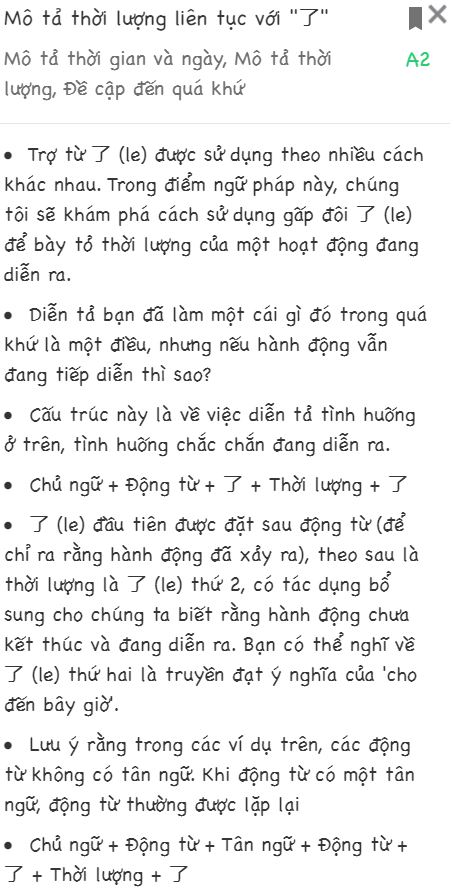 Mô tả thời lượng liên tục với "了"
Mô tả thời gian và ngày, Mô tả thời
lượng, Đề cập đến quá khứ
A2
• Trợ từ 了 (le) được sử dụng theo nhiều cách
khác nhau. Trong điểm ngữ pháp này, chúng
tôi sẽ khám phá cách sử dụng gấp đôi 了 (le)
để bày tỏ thời lượng của một hoạt động đang
diễn ra.
• Diễn tả bạn đã làm một cái gì đó trong quá
khứ là một điều, nhưng nếu hành động vẫn
đang tiếp diễn thì sao?
• Cấu trúc này là về việc diễn tả tình huống
ở trên, tình huống chắc chắn đang diễn ra.
• Chủ ngữ + Động từ + 了 + Thời lượng + 了
• 了 (le) đầu tiên được đặt sau động từ (để
chỉ ra rằng hành động đã xảy ra), theo sau là
thời lượng là 了 (le) thứ 2, có tác dụng bổ
sung cho chúng ta biết rằng hành động chưa
kết thúc và đang diễn ra. Bạn có thể nghĩ về
了 (le) thứ hai là truyền đạt ý nghĩa của 'cho
đến bây giờ'.
• Lưu ý rằng trong các ví dụ trên, các động
từ không có tân ngữ. Khi động từ có một tân
ngữ, động từ thường được lặp lại
• Chủ ngữ + Động từ + Tân ngữ + Động từ +
了 + Thời lượng + 了